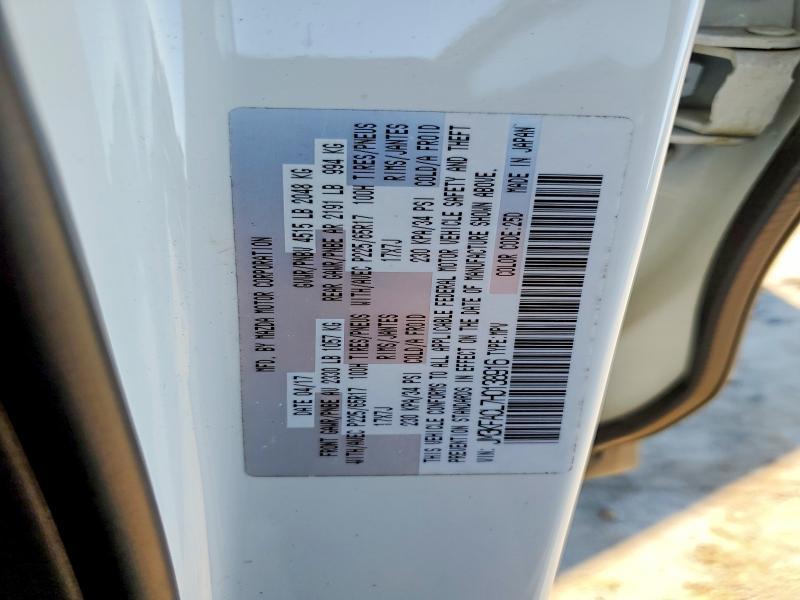 MFD. BY MAZDA MOTOR CORPORATION
DATE 04/17 GVWR/PNBV 4515 LB 2048 KG
FRONT GAWR/PNBE AV 2330 LB 1057 KG REAR GAWR/PNBE AR 2191 LB 994 KG
WITH/AVEC P225/65R17 100H TIRES/PNEUS WITH/AVEC P225/65R17 100H TIRES/PNEUS
17X7J RIMS/JANTES 17X7J RIMS/JANTES
230 KPA/34 PSI COLD/A FROID 230 KPA/34 PSI COLD/A FROID
THIS VEHICLE CONFORMS TO ALL APPLICABLE FEDERAL MOTOR VEHICLE SAFETY AND THEFT
PREVENTION STANDARDS IN EFFECT ON THE DATE OF MANUFACTURE SHOWN ABOVE.
COLOR CODE:25D MADE IN JAPAN
VIN: TYPE:MPV